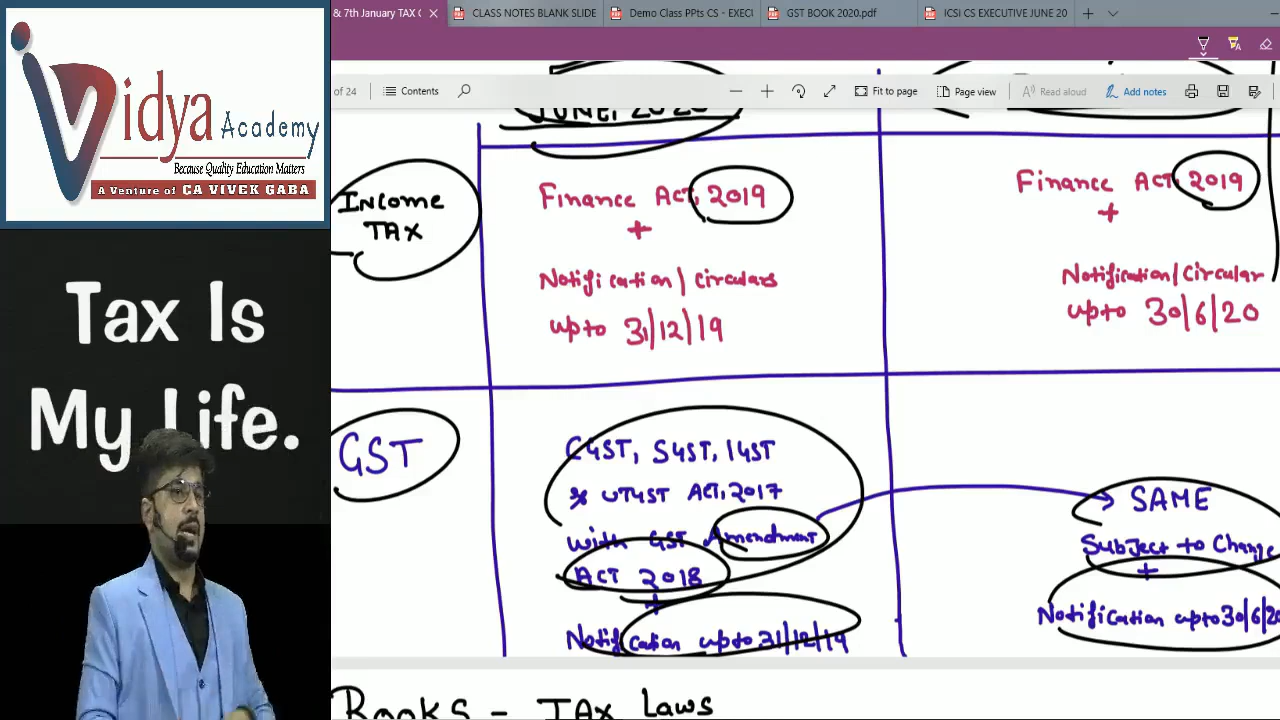 & 7th January TAX C
CLASS NOTES BLANK SLIDE
Demo Class PPTs CS - EXECU
GST BOOK 2020.pdf
ICSI CS EXECUTIVE JUNE 20
of 24
Contents
Fit to page
Page view
Read aloud
Add notes
Vidya Academy
Because Quality Education Matters
A Venture of CA VIVEK GABA
Tax Is
My Life.
JUNE, 2020
Income
TAX
Finance ACT, 2019
+
Notification/Circulars
upto 31/12/19
Finance ACT 2019
+
Notification/Circular
upto 30/6/20
GST
CGST, SGST, IGST
& UTGST ACT, 2017
with GST Amendment
ACT 2018
+
Notification upto 31/12/19
SAME
Subject to Change
+
Notification upto 30/6/20
Books - TAX Laws